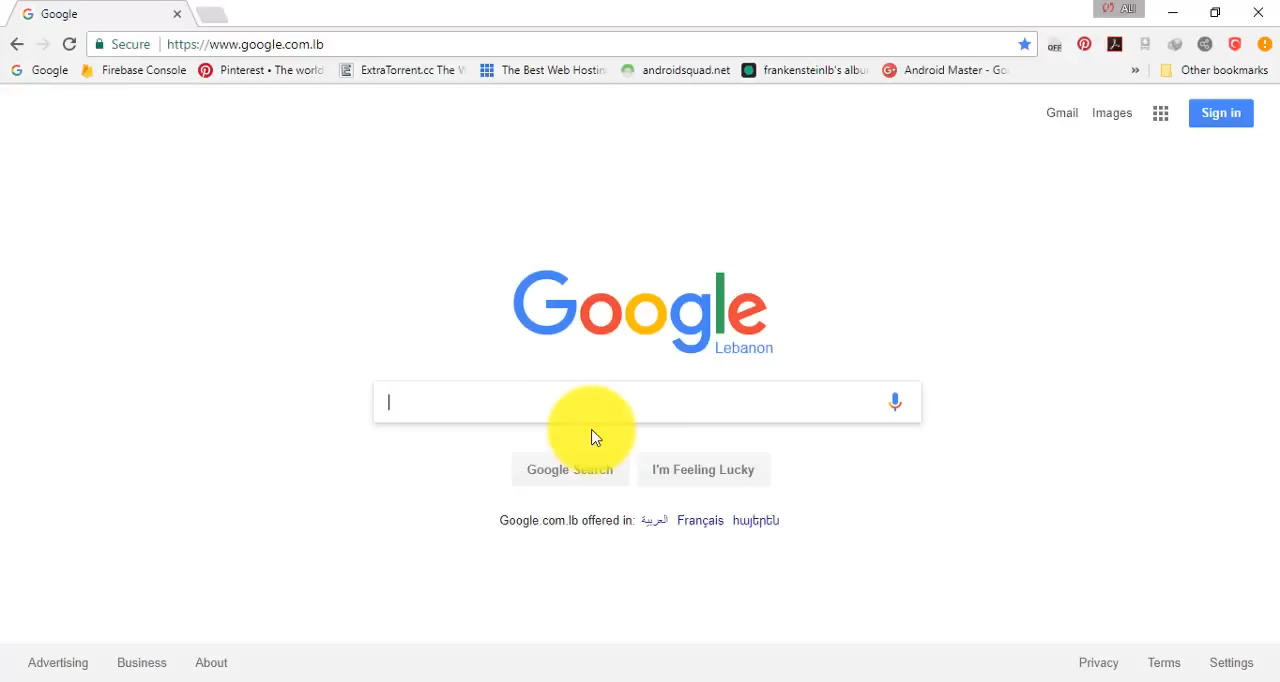 Google
ALI
Secure https://www.google.com.lb
OFF
Google Firebase Console Pinterest • The world ExtraTorrent.cc The W The Best Web Hostin androidsquad.net frankensteinlb's albu Android Master - Go » Other bookmarks
Gmail Images Sign in
Google
Lebanon
Google Search I'm Feeling Lucky
Google.com.lb offered in: العربية Français հայերեն
Advertising Business About Privacy Terms Settings